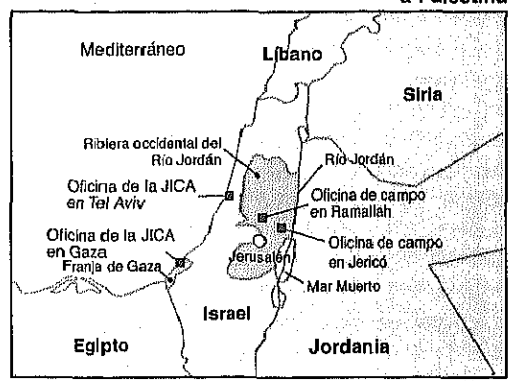 a Palestina
Mediterráneo
Líbano
Siria
Ribiera occidental del
Río Jordán
Río Jordán
Oficina de la JICA
en Tel Aviv
Oficina de campo
en Ramallah
Oficina de la JICA
en Gaza
Franja de Gaza
Jerusalén
Oficina de campo
en Jericó
Mar Muerto
Israel
Egipto
Jordania